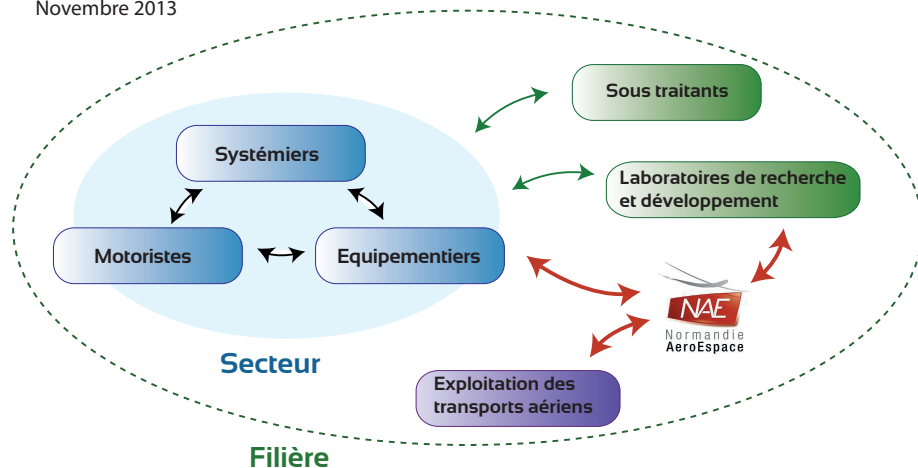 Novembre 2013
Sous traitants
Systémiers
Laboratoires de recherche
et développement
Motoristes
Equipementiers
NAE
Normandie
AeroEspace
Secteur
Exploitation des
transports aériens
Filière